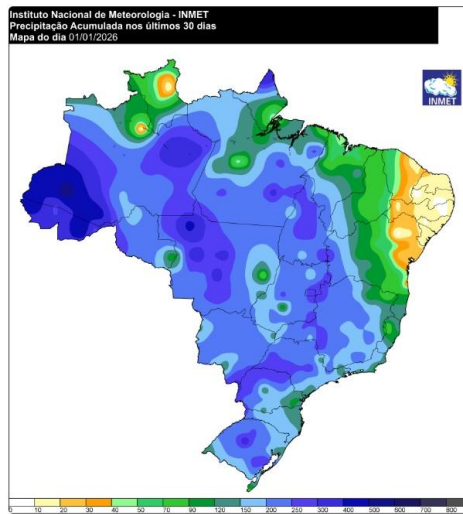 Instituto Nacional de Meteorologia - INMET
Precipitação Acumulada nos últimos 30 dias
Mapa do dia 01/01/2026
INMET
0 10 20 30 40 50 70 90 120 150 200 250 300 400 500 600 700 800